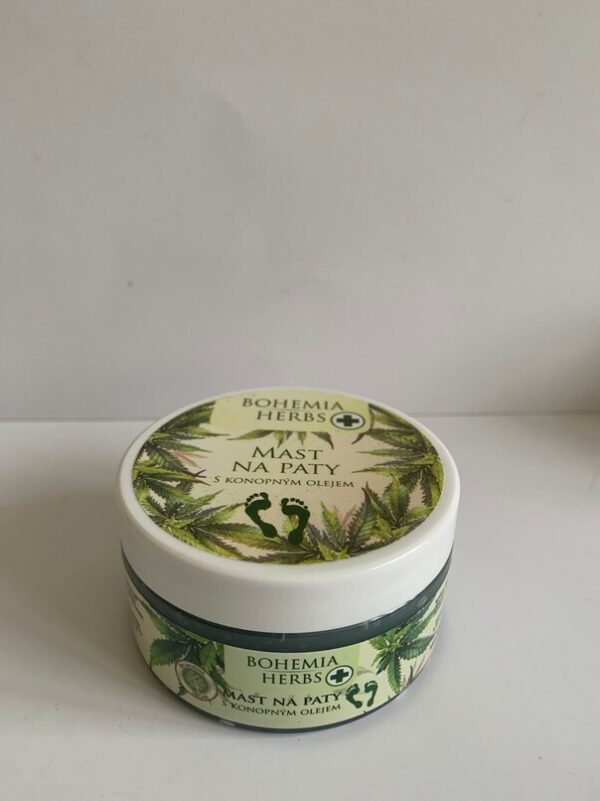 BOHEMIA
HERBS
MAST
NA PATY
S KONOPNÝM OLEJEM
BOHEMIA
HERBS
MAST NA PATY
S KONOPNÝM OLEJEM